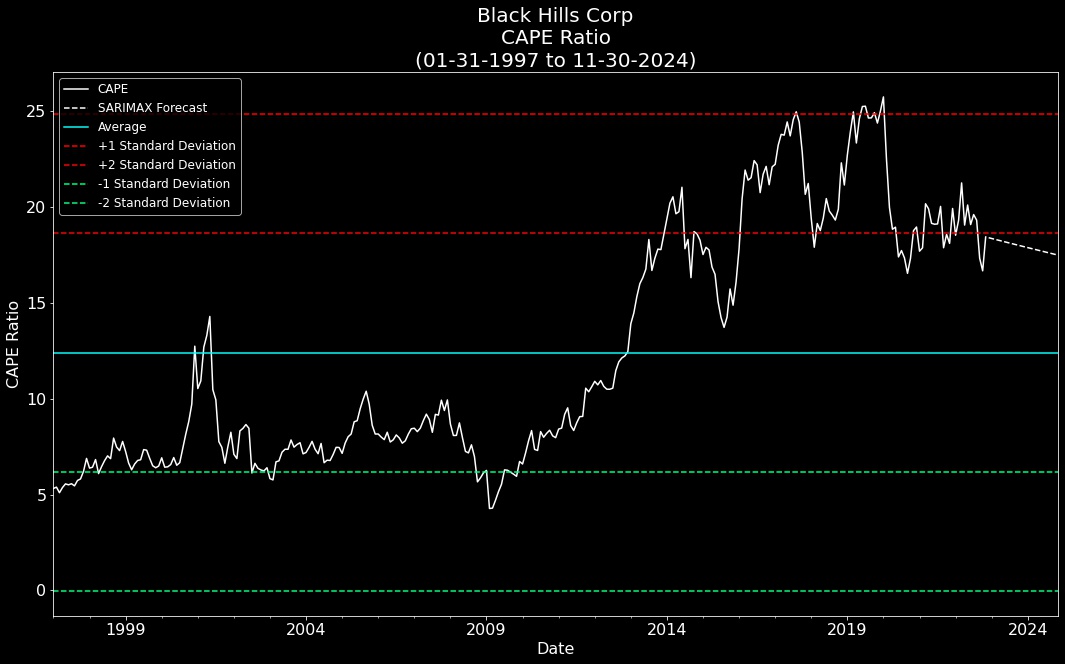 Black Hills Corp
CAPE Ratio
(01-31-1997 to 11-30-2024)
CAPE
SARIMAX Forecast
Average
+1 Standard Deviation
+2 Standard Deviation
-1 Standard Deviation
-2 Standard Deviation
CAPE Ratio
25
20
15
10
5
0
1999
2004
2009
2014
2019
2024
Date